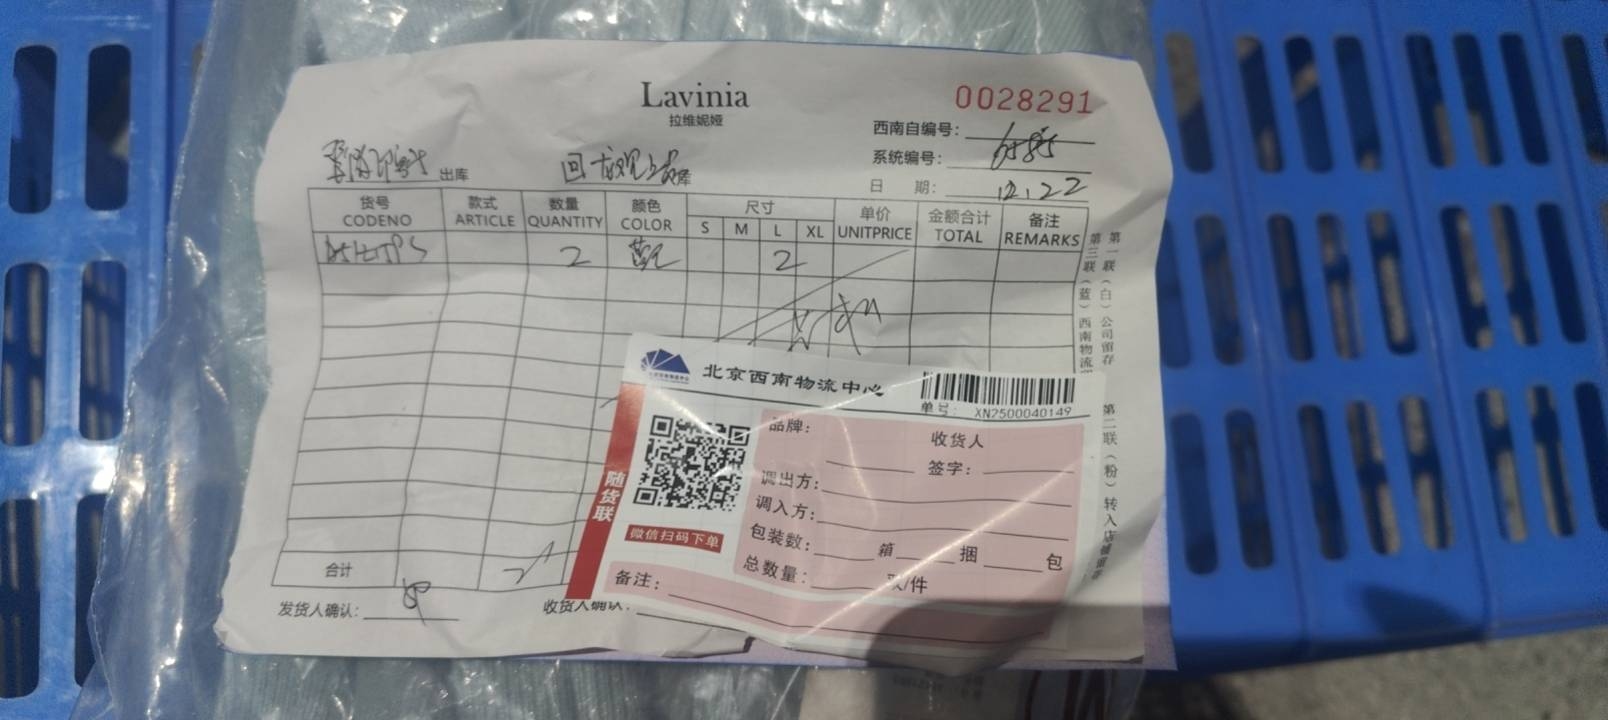 Lavinia
拉维妮娅
0028291
西南自编号:
系统编号:
日 期: 12.22
出库 回龙观 库
货号 款式 数量 颜色 尺寸 单价 金额合计 备注
CODENO ARTICLE QUANTITY COLOR S M L XL UNITPRICE TOTAL REMARKS
2 2
合计
发货人确认: 收货人确认:
第一联(白)公司留存
第二联(粉)转入店铺留存
第三联(蓝)西南物流
北京西南物流中心
单号: XN2500040149
随货联
微信扫码下单
品牌: 收货人
签字:
调出方:
调入方:
包装数: 箱 捆 包
总数量: 双/件
备注: